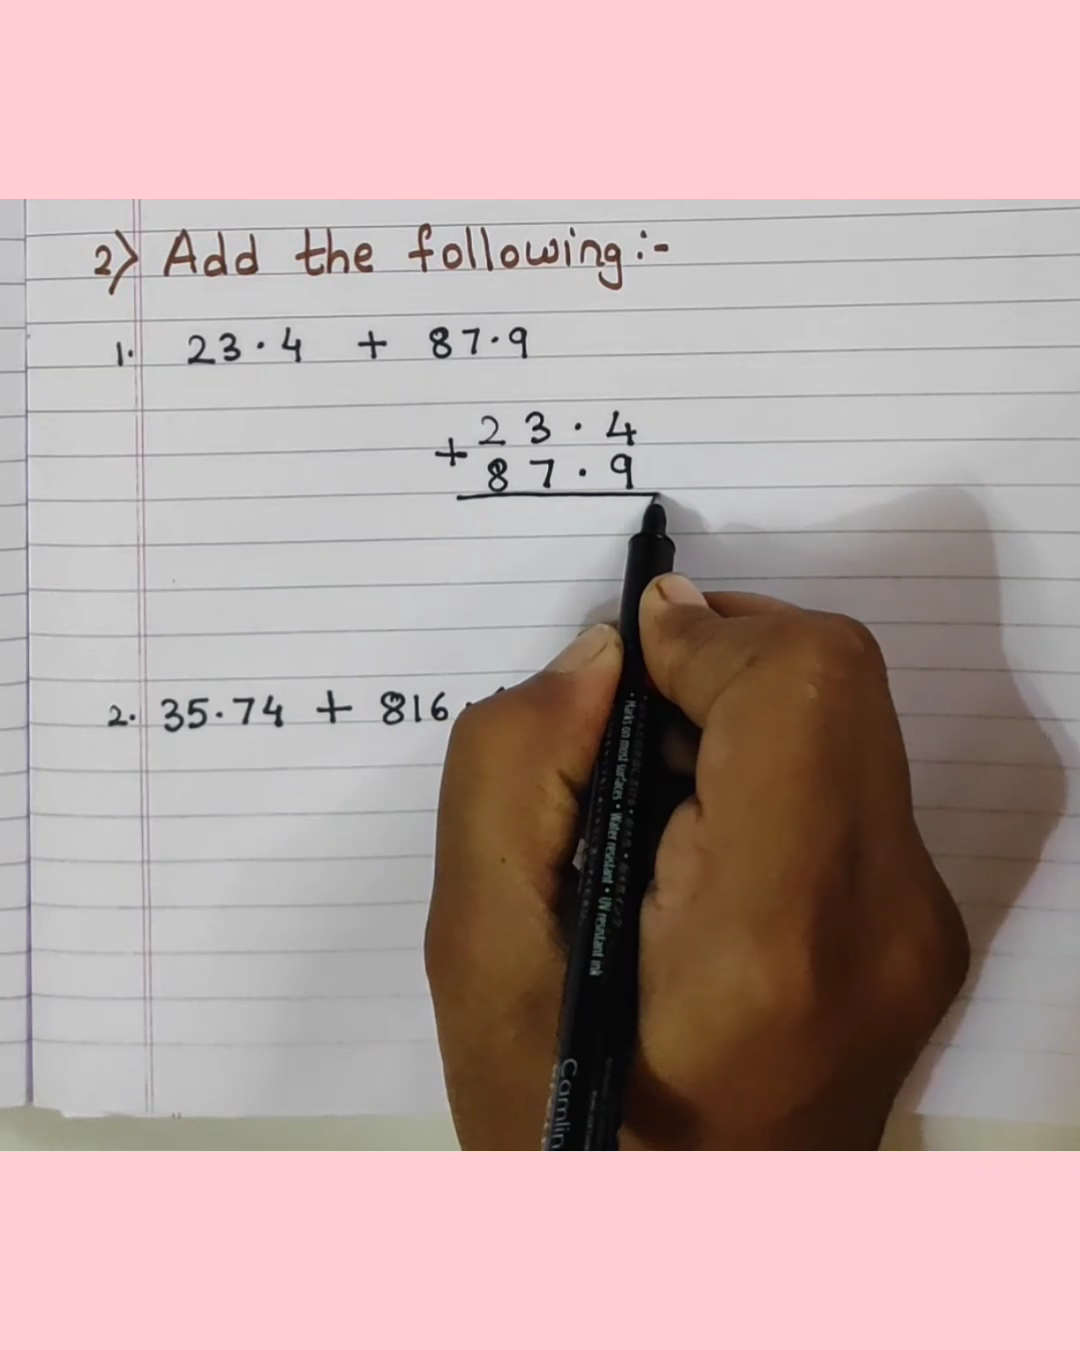 2) Add the following:-
1. 23.4 + 87.9
23.4
+ 87.9
2. 35.74 + 816.
• Marks on most surfaces • Water resistant • UV resistant ink
Camlin